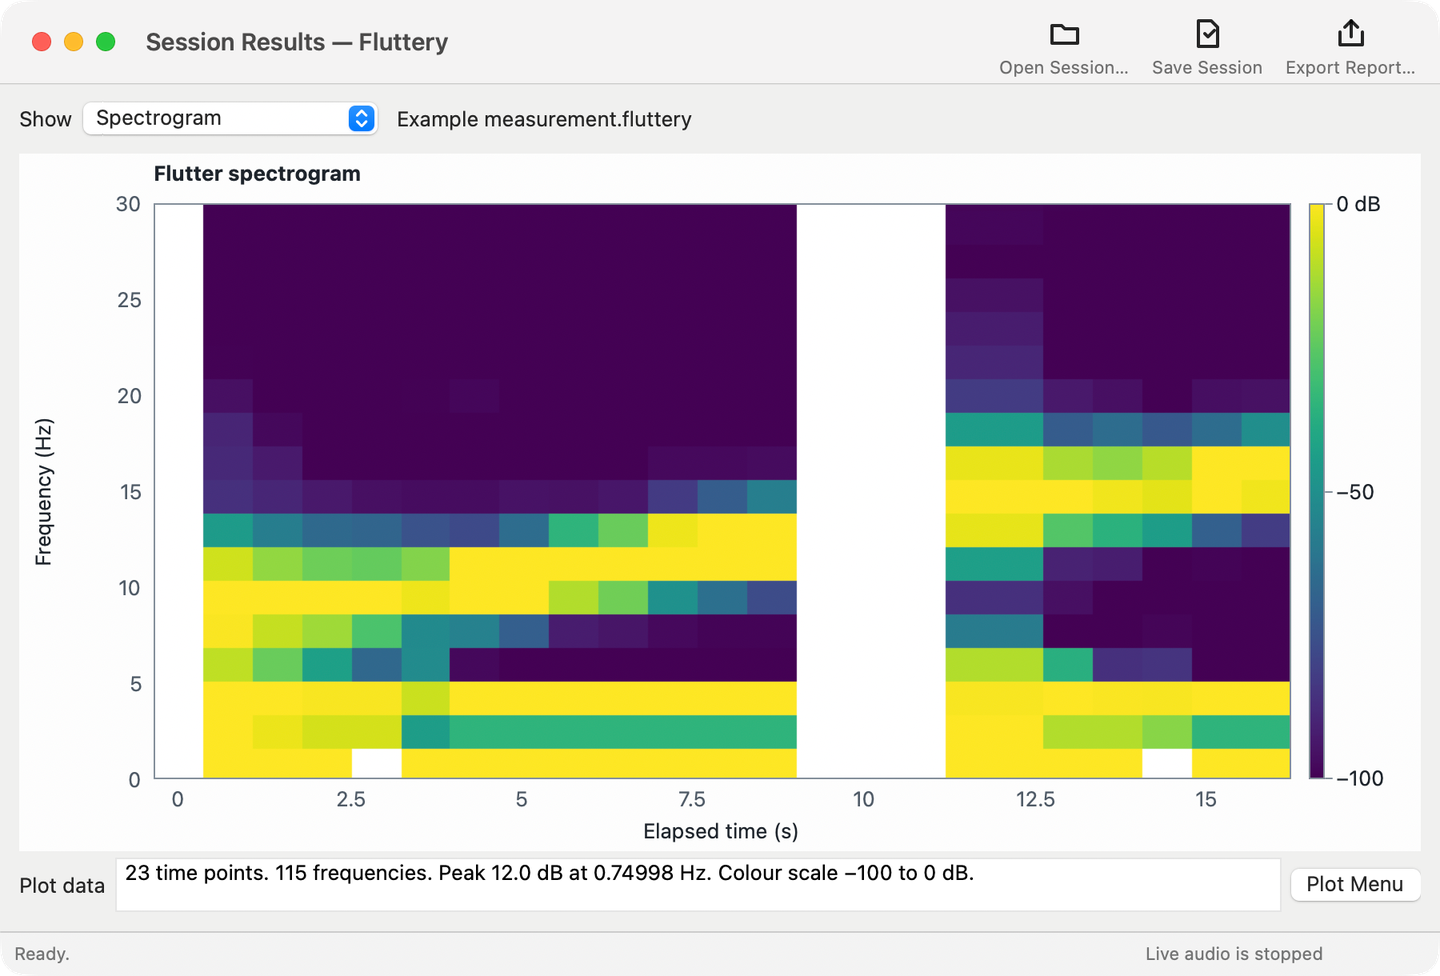 Session Results — Fluttery
Open Session...
Save Session
Export Report...
Show
Spectrogram
Example measurement.fluttery
Flutter spectrogram
30
25
20
15
10
5
0
Frequency (Hz)
0
2.5
5
7.5
10
12.5
15
Elapsed time (s)
0 dB
−50
−100
Plot data
23 time points. 115 frequencies. Peak 12.0 dB at 0.74998 Hz. Colour scale −100 to 0 dB.
Plot Menu
Ready.
Live audio is stopped